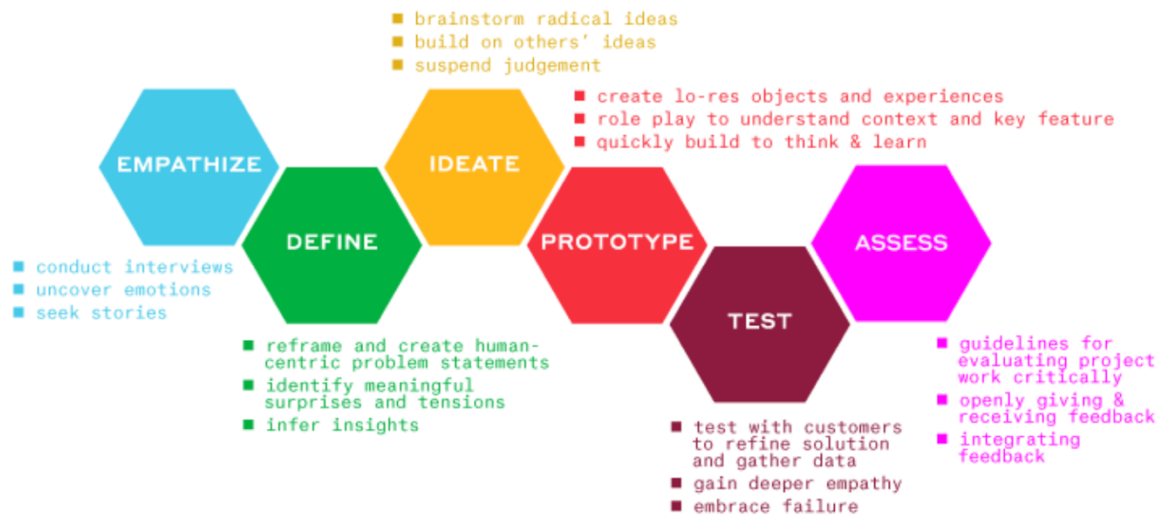 EMPATHIZE
■ conduct interviews
■ uncover emotions
■ seek stories
DEFINE
■ reframe and create human-
centric problem statements
■ identify meaningful
surprises and tensions
■ infer insights
IDEATE
■ brainstorm radical ideas
■ build on others’ ideas
■ suspend judgement
PROTOTYPE
■ create lo-res objects and experiences
■ role play to understand context and key feature
■ quickly build to think & learn
TEST
■ test with customers
to refine solution
and gather data
■ gain deeper empathy
■ embrace failure
ASSESS
■ guidelines for
evaluating project
work critically
■ openly giving &
receiving feedback
■ integrating
feedback